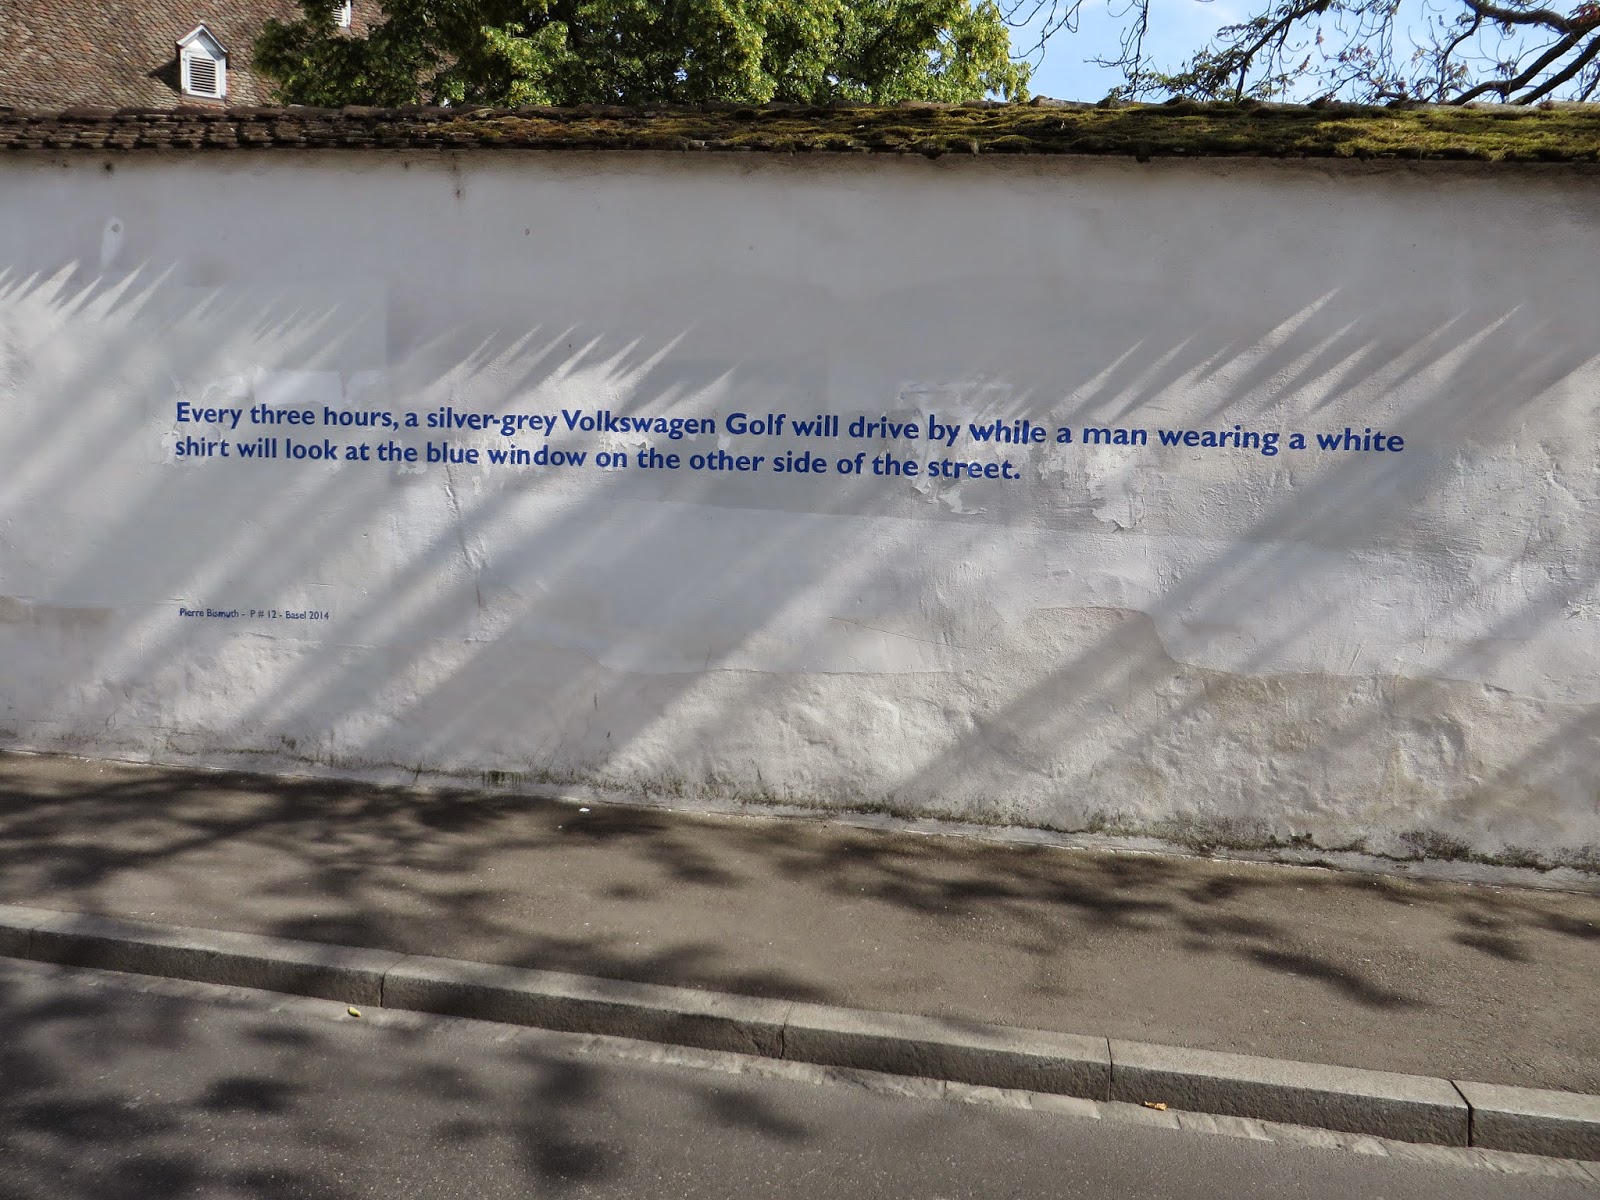 Every three hours, a silver-grey Volkswagen Golf will drive by while a man wearing a white
shirt will look at the blue window on the other side of the street.
Pierre Bismuth - P # 12 - Basel 2014